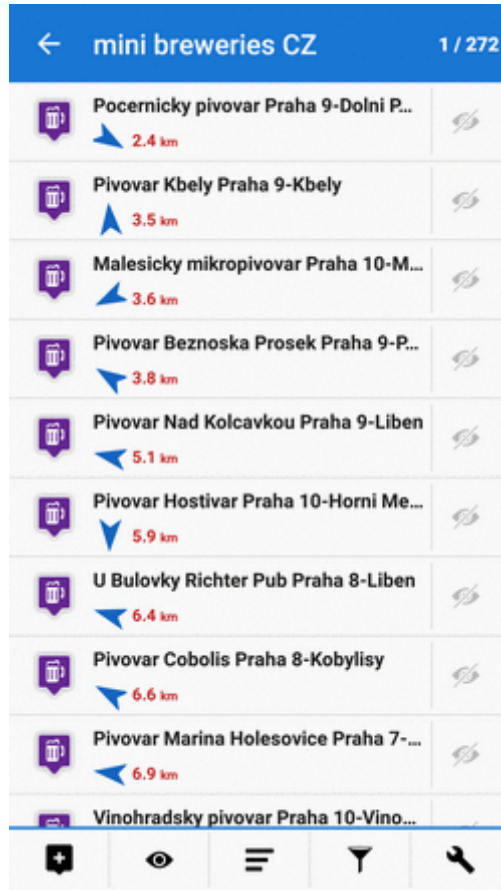 mini breweries CZ
1 / 272
Pocernicky pivovar Praha 9-Dolni P...
2.4 km
Pivovar Kbely Praha 9-Kbely
3.5 km
Malesicky mikropivovar Praha 10-M...
3.6 km
Pivovar Beznoska Prosek Praha 9-P...
3.8 km
Pivovar Nad Kolcavkou Praha 9-Liben
5.1 km
Pivovar Hostivar Praha 10-Horni Me...
5.9 km
U Bulovky Richter Pub Praha 8-Liben
6.4 km
Pivovar Cobolis Praha 8-Kobylisy
6.6 km
Pivovar Marina Holesovice Praha 7-...
6.9 km
Vinohradsky pivovar Praha 10-Vino...